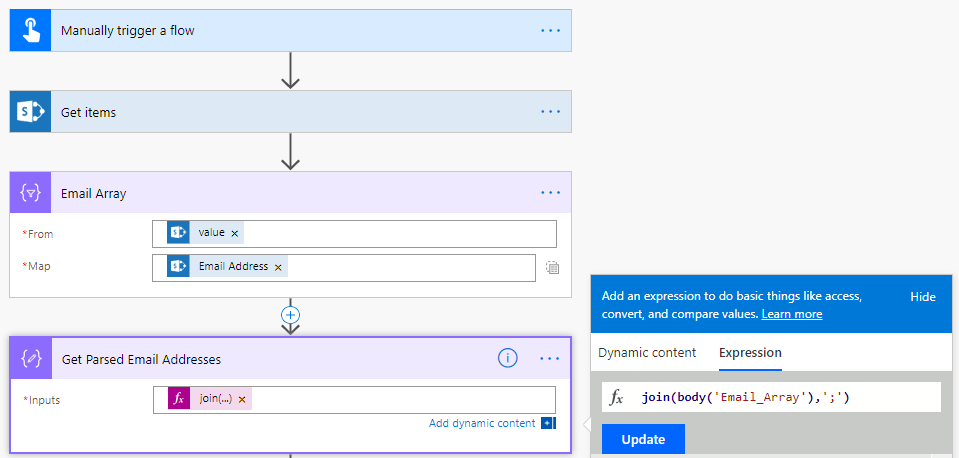 Manually trigger a flow
Get items
Email Array
*From
value ×
*Map
Email Address ×
Get Parsed Email Addresses
*Inputs
fx join(...) ×
Add dynamic content
Add an expression to do basic things like access,
convert, and compare values. Learn more
Hide
Dynamic content Expression
fx join(body('Email_Array'),';')
Update